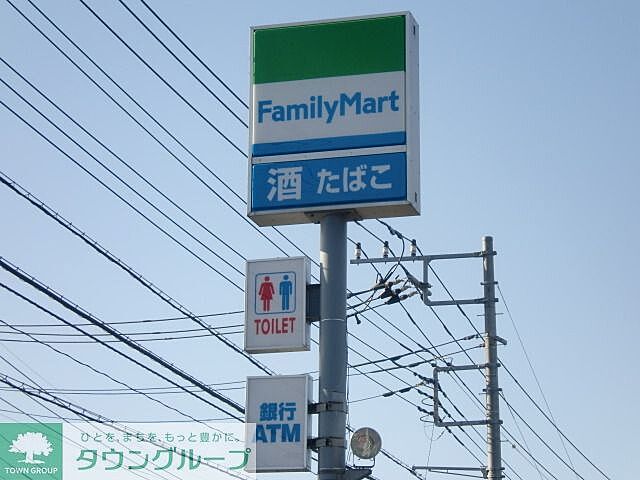 FamilyMart
酒 たばこ
TOILET
銀行
ATM
ひとを、まちを、もっと豊かに。
タウングループ
TOWN GROUP